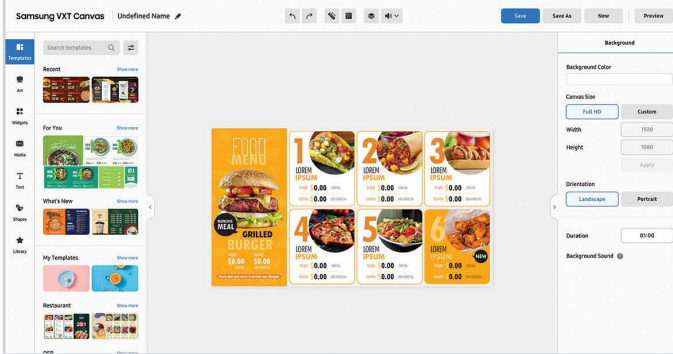 Samsung VXT Canvas
Undefined Name
Save
Save As
New
Preview
Templates
Art
Widgets
Media
Text
Shapes
Library
Search templates
Recent
Show more
For You
Show more
What's New
Show more
My Templates
Show more
Restaurant
Show more
FOOD
MENU
MUNCHIE
MEAL
GRILLED
BURGER
$0.00
$0.00
1
LOREM
IPSUM
$0.00
$0.00
2
LOREM
IPSUM
$0.00
$0.00
3
LOREM
IPSUM
$0.00
$0.00
4
LOREM
IPSUM
$0.00
$0.00
5
LOREM
IPSUM
$0.00
$0.00
6
LOREM
IPSUM
NEW
$0.00
$0.00
Background
Background Color
Canvas Size
Full HD
Custom
Width
1920
Height
1080
Apply
Orientation
Landscape
Portrait
Duration
01:00
Background Sound